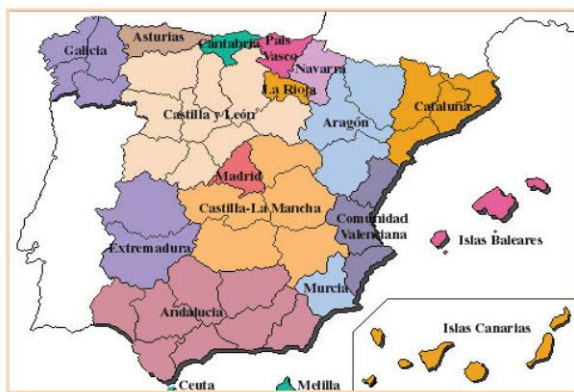 Galicia
Asturias
Cantabria
País
Vasco
Navarra
La Rioja
Castilla y León
Aragón
Cataluña
Madrid
Castilla-La Mancha
Comunidad
Valenciana
Extremadura
Islas Baleares
Murcia
Andalucía
Islas Canarias
Ceuta
Melilla